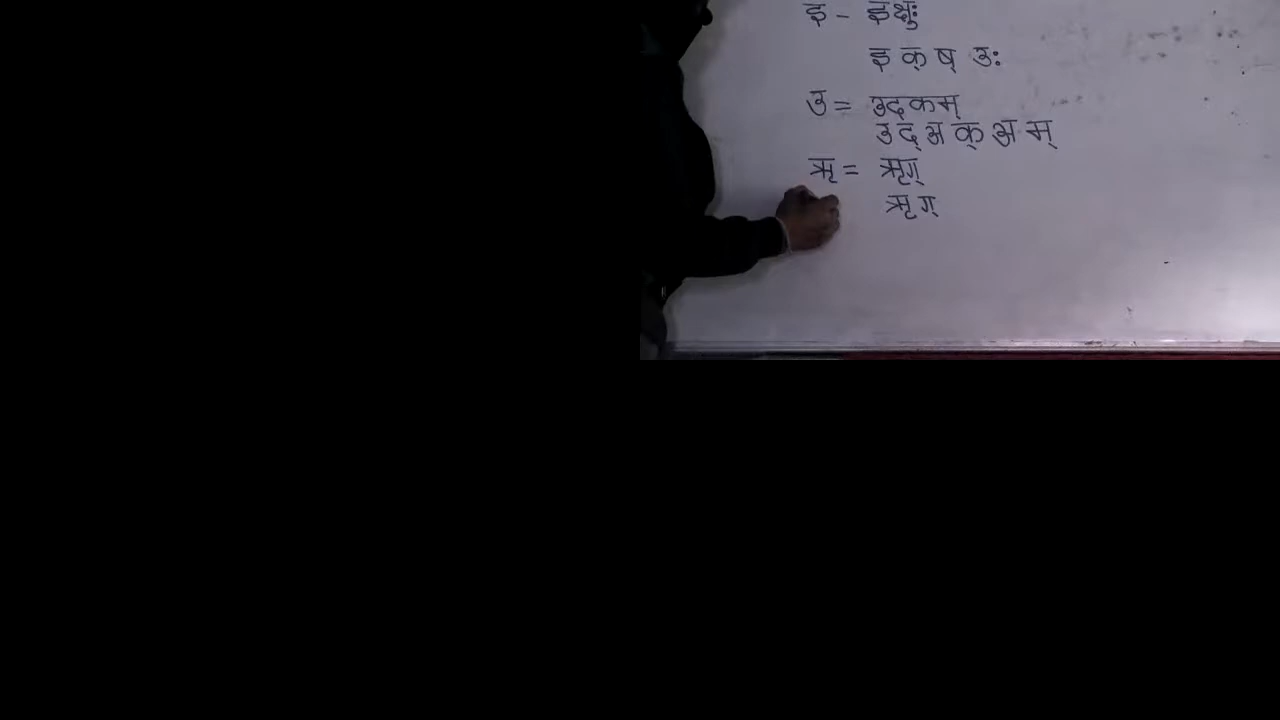 इ - इक्षुः
इ क् ष् उः
उ = उदकम्
उ द् अ क् अ म्
ऋ = ऋग्
ऋ ग्